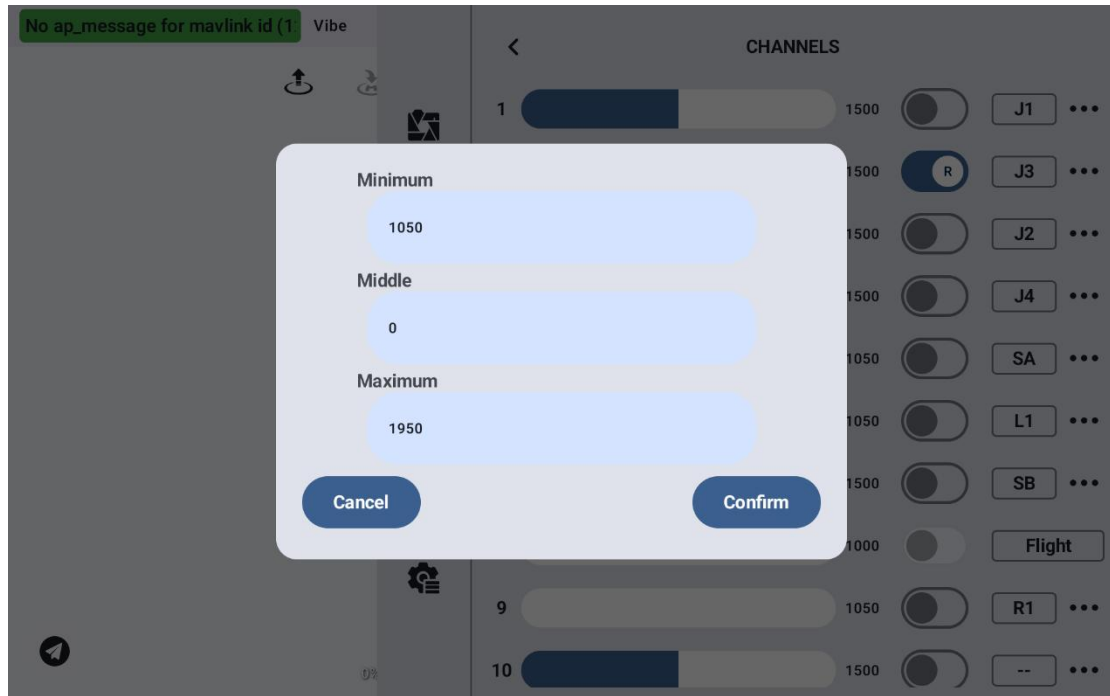 No ap_message for mavlink id (1
Vibe
CHANNELS
1 1500 J1
1500 R J3
1500 J2
1500 J4
1050 SA
1050 L1
1500 SB
1000 Flight
9 1050 R1
10 1500 --
Minimum
1050
Middle
0
Maximum
1950
Cancel Confirm
0%